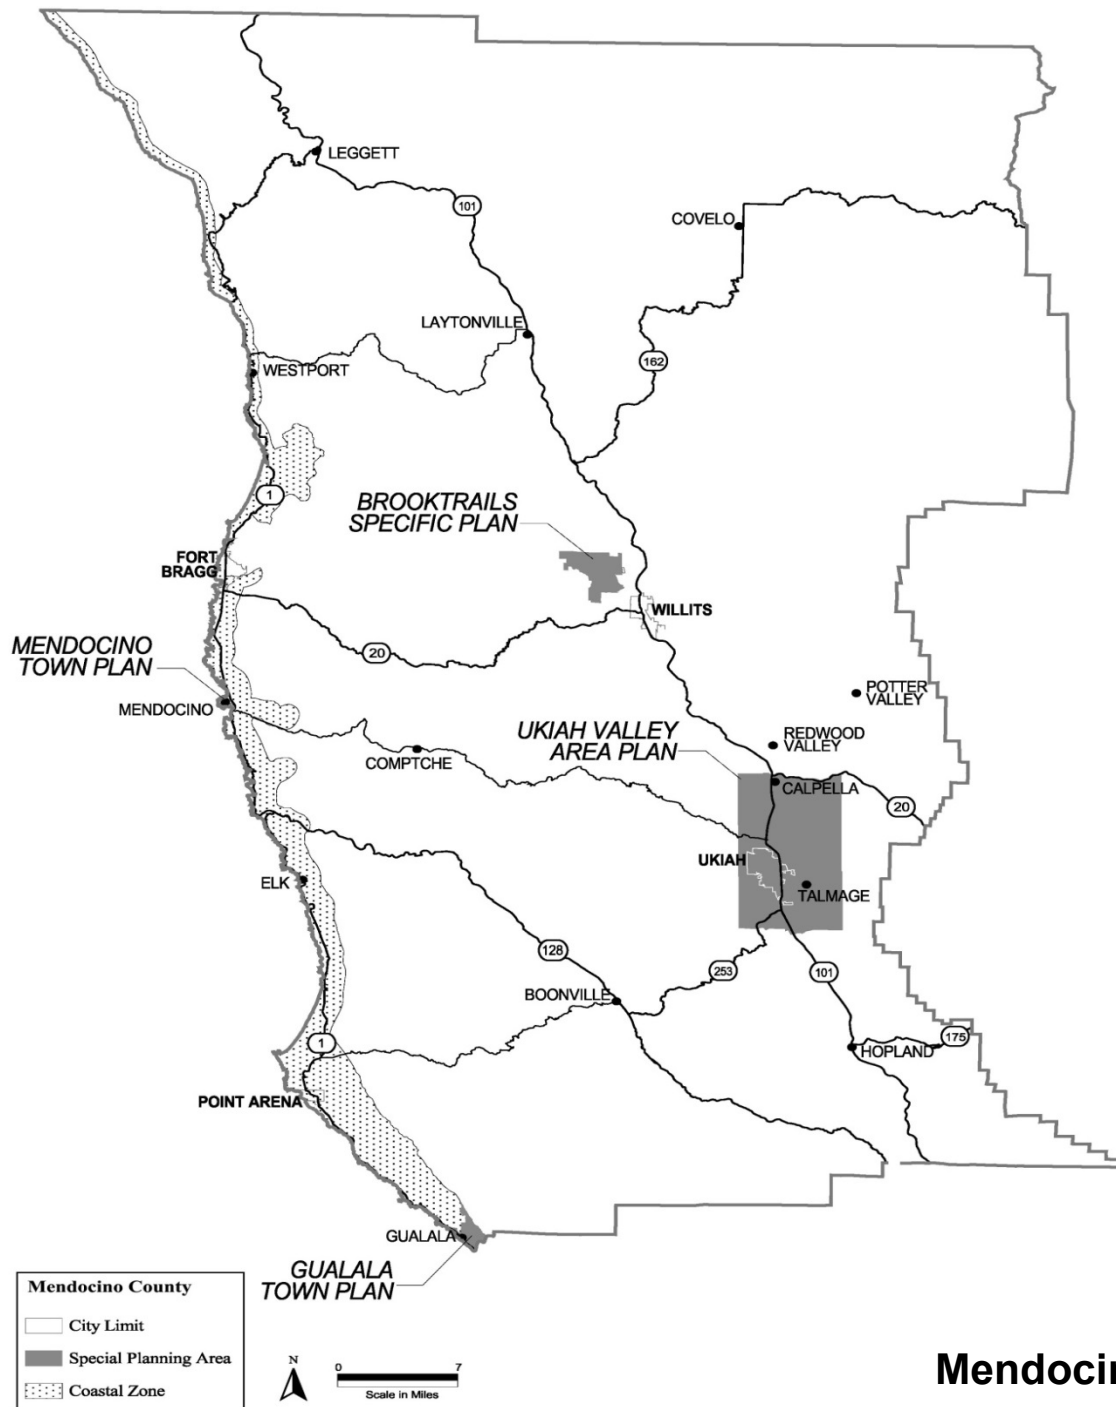 LEGGETT
101
COVELO
LAYTONVILLE
162
WESTPORT
1
BROOKTRAILS
SPECIFIC PLAN
FORT
BRAGG
WILLITS
20
MENDOCINO
TOWN PLAN
MENDOCINO
POTTER
VALLEY
UKIAH VALLEY
AREA PLAN
REDWOOD
VALLEY
COMPTCHE
CALPELLA
20
UKIAH
ELK
TALMAGE
128
253
101
BOONVILLE
1
175
HOPLAND
POINT ARENA
GUALALA
GUALALA
TOWN PLAN
Mendocino County
City Limit
Special Planning Area
Coastal Zone
N
0 7
Scale in Miles
Mendocin